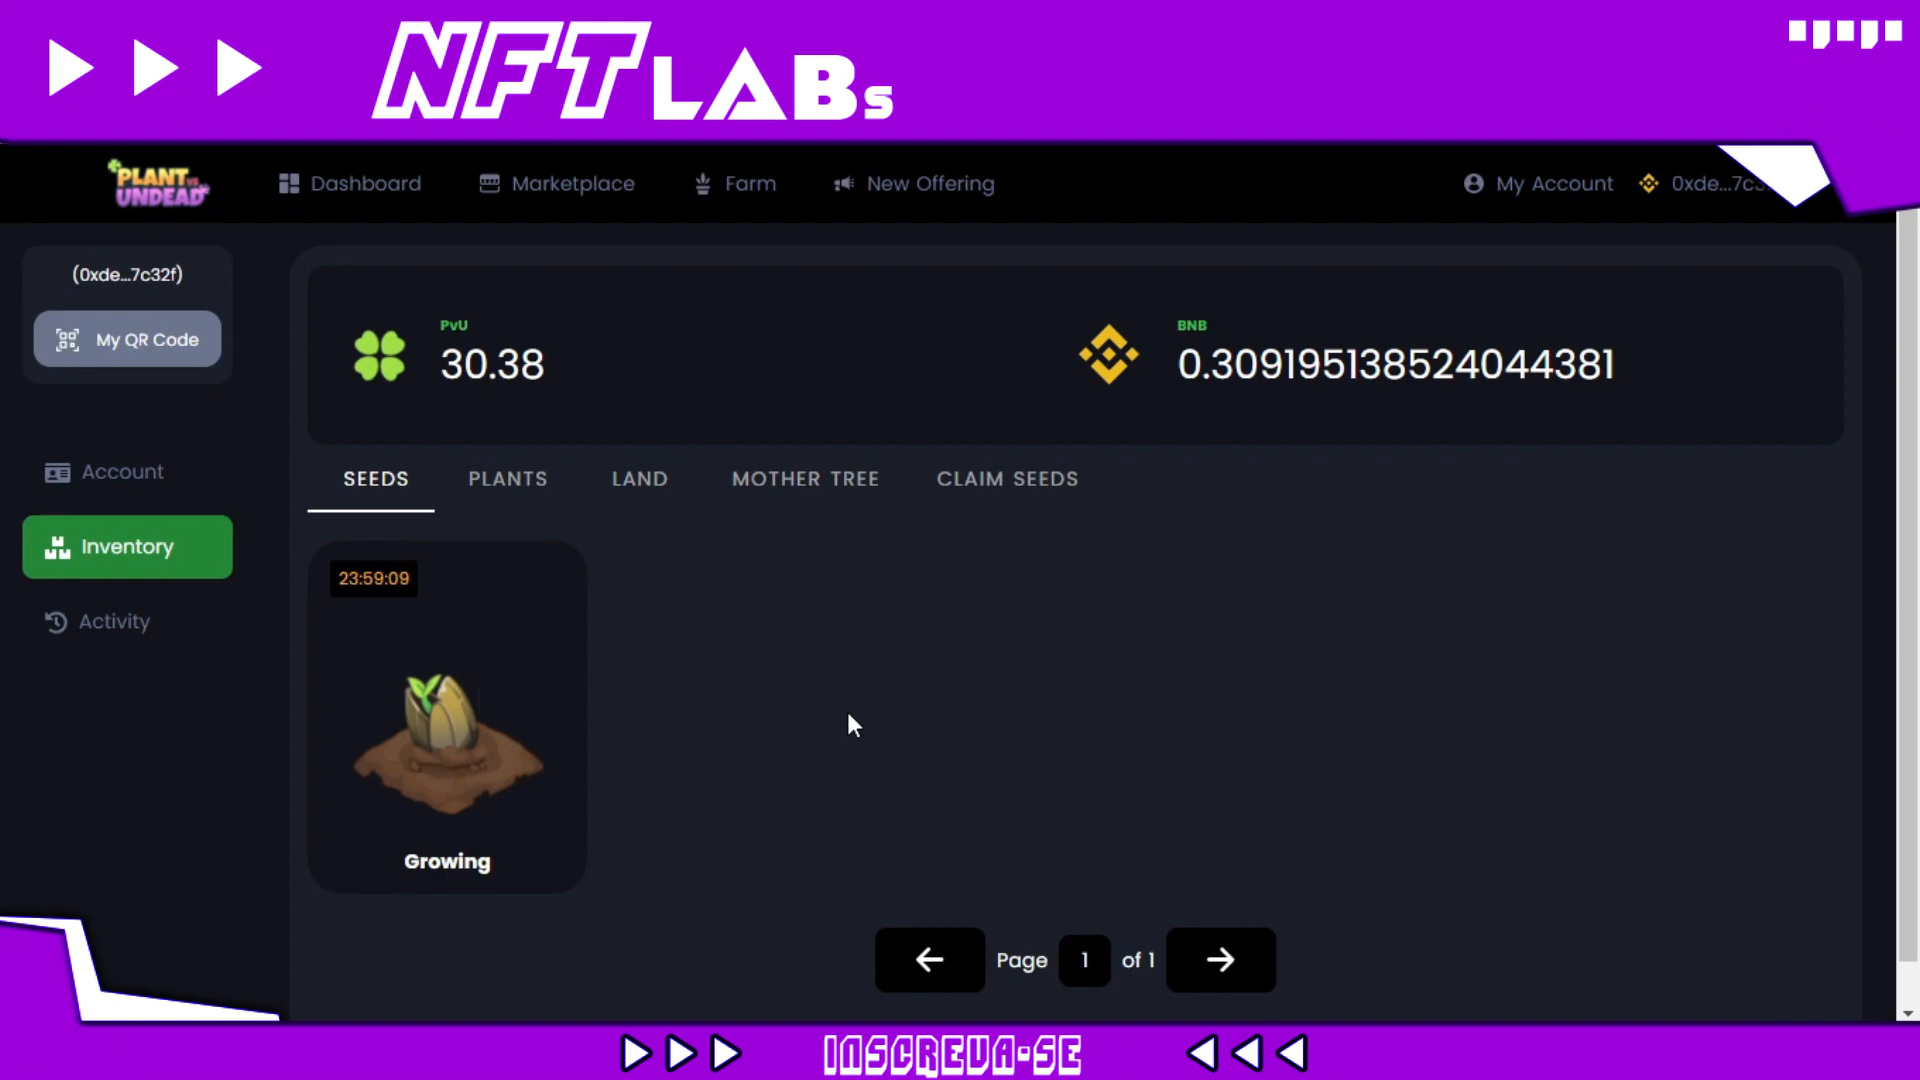 NFT LABs
PLANT VS UNDEAD
Dashboard
Marketplace
Farm
New Offering
My Account
0xde...7c3
(0xde...7c32f)
My QR Code
PvU
30.38
BNB
0.309195138524044381
Account
Inventory
Activity
SEEDS
PLANTS
LAND
MOTHER TREE
CLAIM SEEDS
23:59:09
Growing
Page 1 of 1
INSCREVA-SE